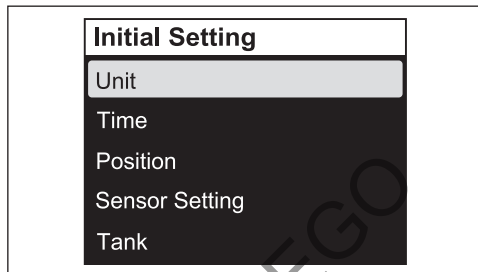 Initial Setting
Unit
Time
Position
Sensor Setting
Tank